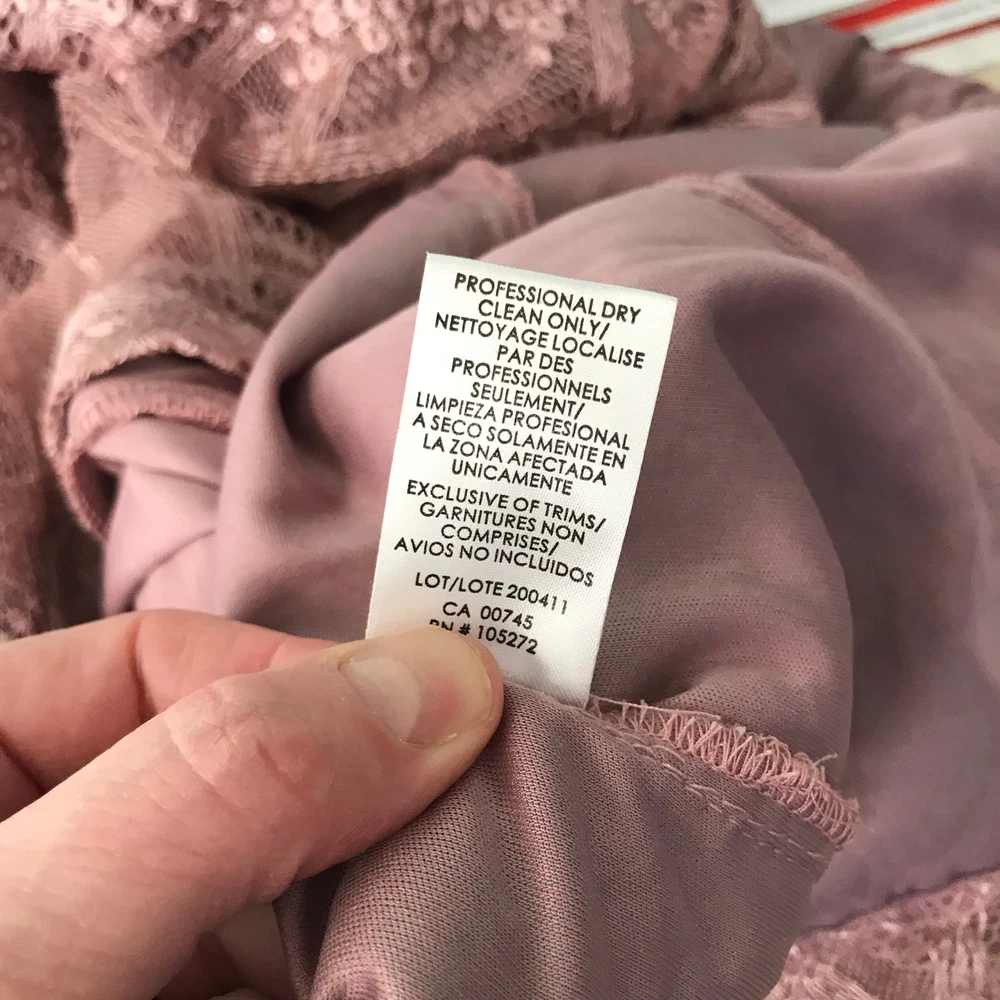 PROFESSIONAL DRY
CLEAN ONLY/
NETTOYAGE LOCALISE
PAR DES
PROFESSIONNELS
SEULEMENT/
LIMPIEZA PROFESIONAL
A SECO SOLAMENTE EN
LA ZONA AFECTADA
UNICAMENTE
EXCLUSIVE OF TRIMS/
GARNITURES NON
COMPRISES/
AVIOS NO INCLUIDOS
LOT/LOTE 200411
CA 00745
# 105272